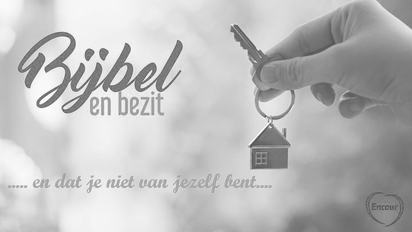 Bijbel
en bezit
..... en dat je niet van jezelf bent....
Encour